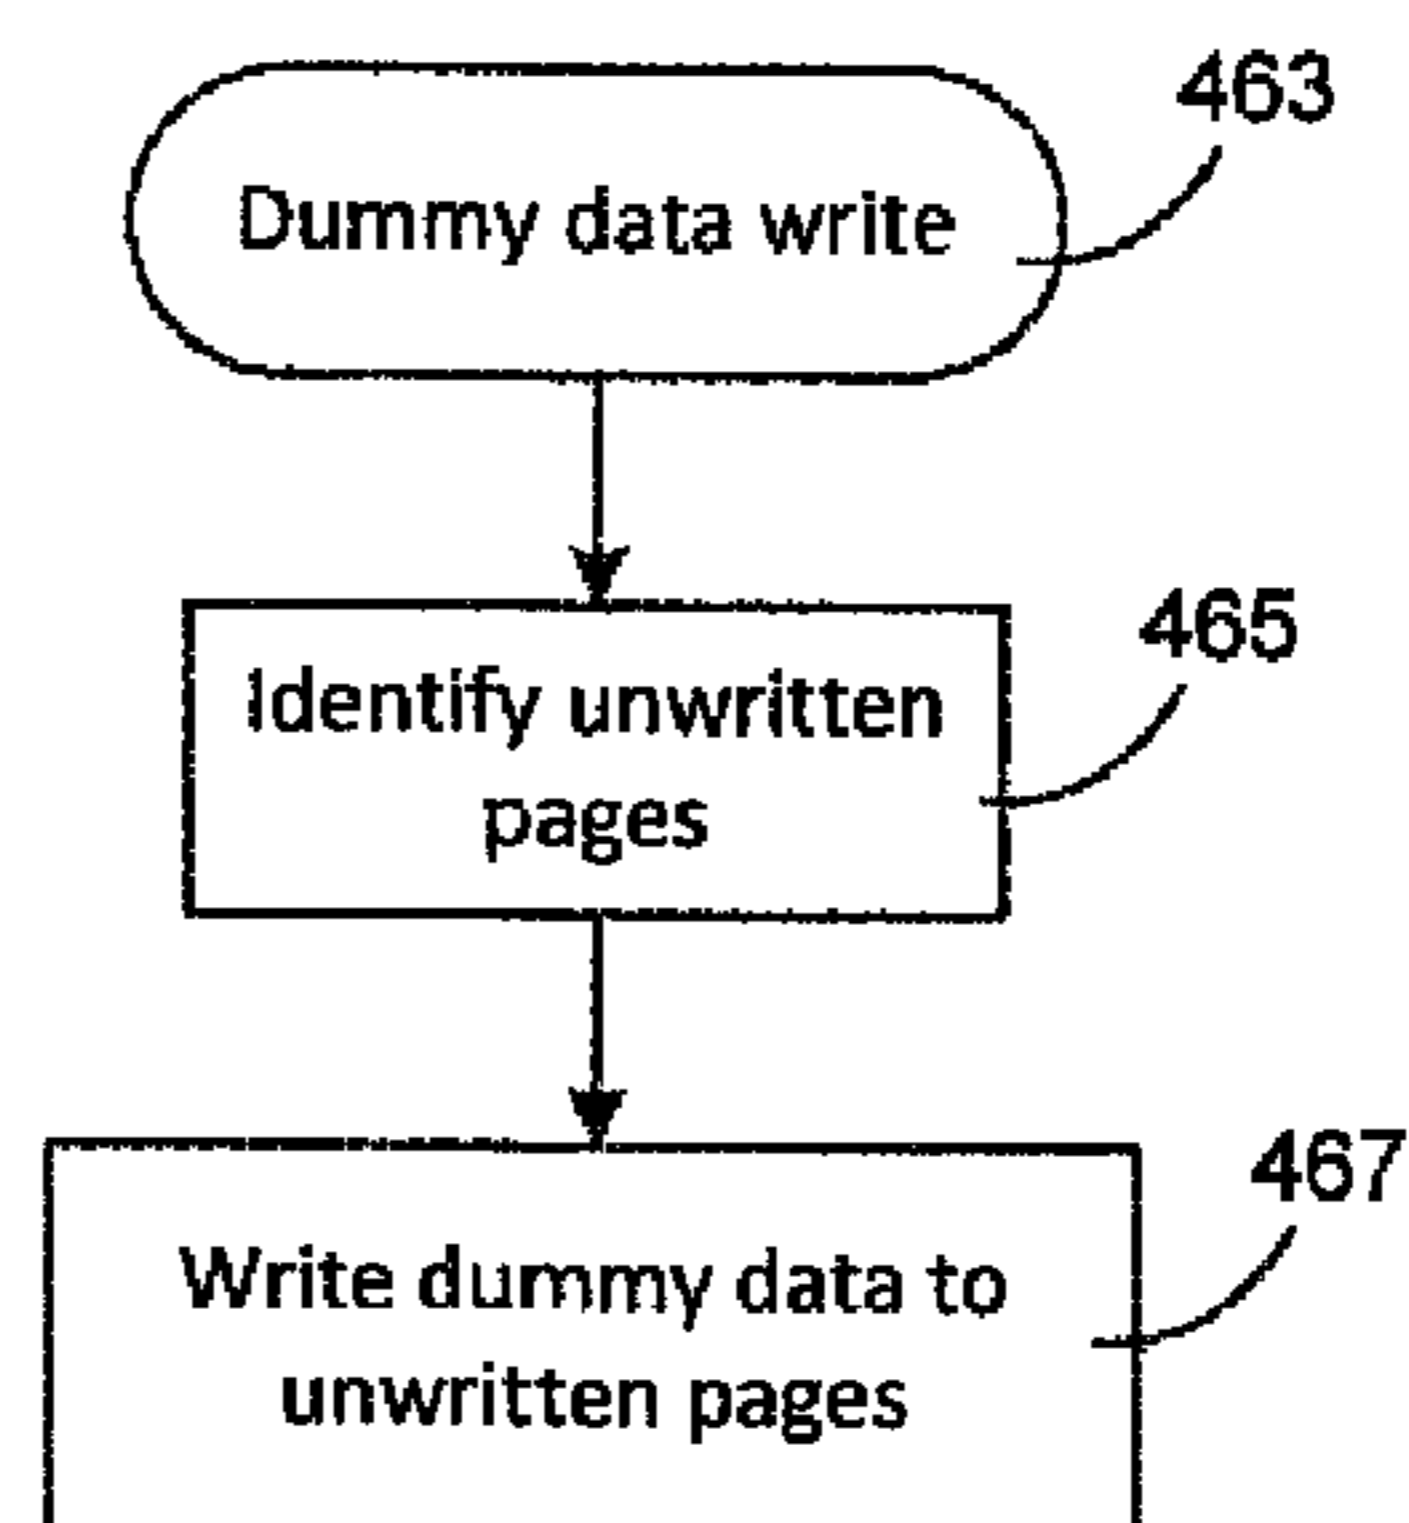 463
Dummy data write
465
Identify unwritten
pages
467
Write dummy data to
unwritten pages